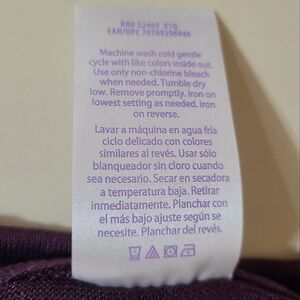 RN# 52469 91Q
EAN/UPC 76705296946
Machine wash cold gentle
cycle with like colors inside out.
Use only non-chlorine bleach
when needed. Tumble dry
low. Remove promptly. Iron on
lowest setting as needed. Iron
on reverse.
Lavar a máquina en agua fría
ciclo delicado con colores
similares al revés. Usar sólo
blanqueador sin cloro cuando
sea necesario. Secar en secadora
a temperatura baja. Retirar
inmediatamente. Planchar con
el más bajo ajuste según se
necesite. Planchar del revés.